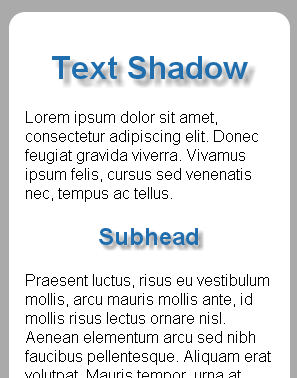 Text Shadow
Lorem ipsum dolor sit amet,
consectetur adipiscing elit. Donec
feugiat gravida viverra. Vivamus
ipsum felis, cursus sed venenatis
nec, tempus ac tellus.
Subhead
Praesent luctus, risus eu vestibulum
mollis, arcu mauris mollis ante, id
mollis risus lectus ornare nisl.
Aenean elementum arcu sed nibh
faucibus pellentesque. Aliquam erat
volutpat. Mauris tempor, urna at